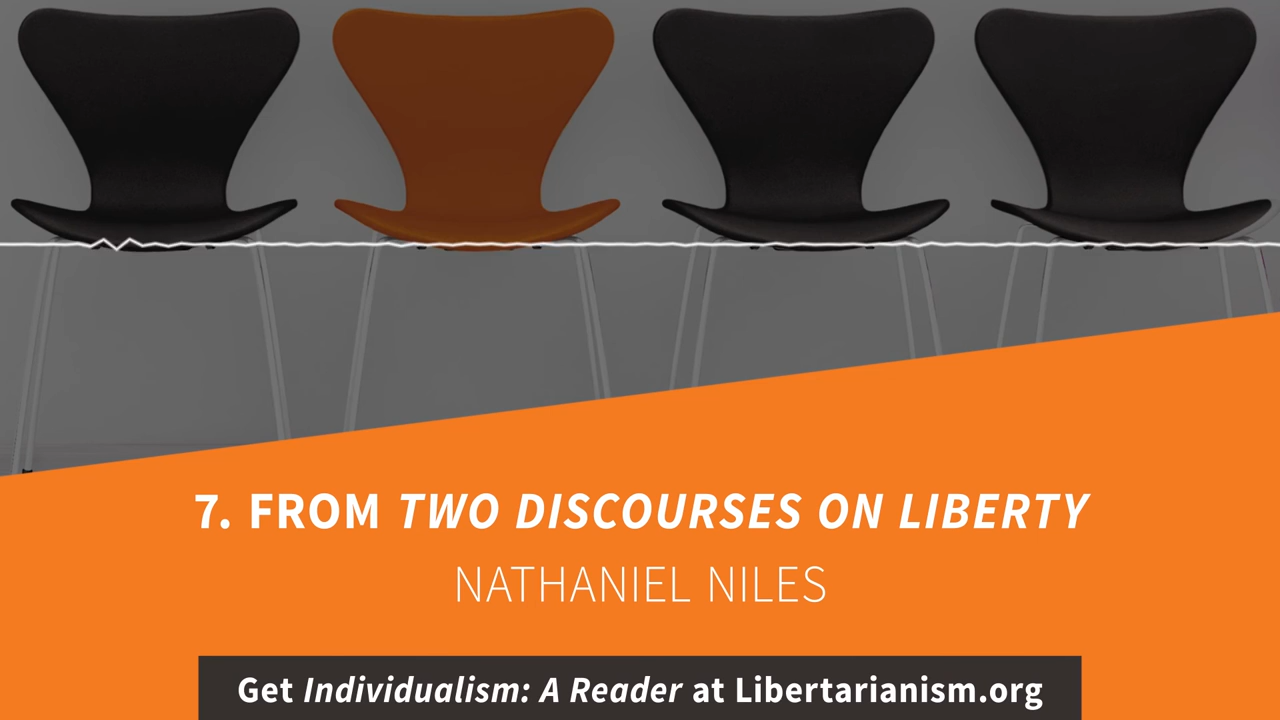 7. FROM TWO DISCOURSES ON LIBERTY
NATHANIEL NILES
Get Individualism: A Reader at Libertarianism.org